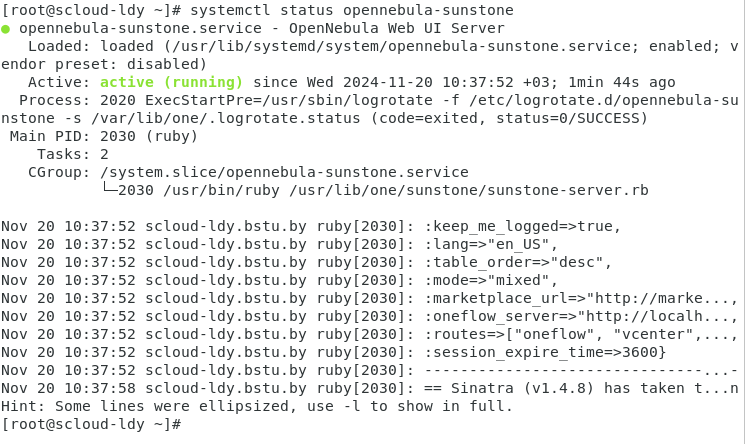 [root@scloud-ldy ~]# systemctl status opennebula-sunstone
● opennebula-sunstone.service - OpenNebula Web UI Server
   Loaded: loaded (/usr/lib/systemd/system/opennebula-sunstone.service; enabled; v
endor preset: disabled)
   Active: active (running) since Wed 2024-11-20 10:37:52 +03; 1min 44s ago
  Process: 2020 ExecStartPre=/usr/sbin/logrotate -f /etc/logrotate.d/opennebula-su
nstone -s /var/lib/one/.logrotate.status (code=exited, status=0/SUCCESS)
 Main PID: 2030 (ruby)
    Tasks: 2
   CGroup: /system.slice/opennebula-sunstone.service
           └─2030 /usr/bin/ruby /usr/lib/one/sunstone/sunstone-server.rb

Nov 20 10:37:52 scloud-ldy.bstu.by ruby[2030]: :keep_me_logged=>true,
Nov 20 10:37:52 scloud-ldy.bstu.by ruby[2030]: :lang=>"en_US",
Nov 20 10:37:52 scloud-ldy.bstu.by ruby[2030]: :table_order=>"desc",
Nov 20 10:37:52 scloud-ldy.bstu.by ruby[2030]: :mode=>"mixed",
Nov 20 10:37:52 scloud-ldy.bstu.by ruby[2030]: :marketplace_url=>"http://marke...,
Nov 20 10:37:52 scloud-ldy.bstu.by ruby[2030]: :oneflow_server=>"http://localh...,
Nov 20 10:37:52 scloud-ldy.bstu.by ruby[2030]: :routes=>["oneflow", "vcenter",...,
Nov 20 10:37:52 scloud-ldy.bstu.by ruby[2030]: :session_expire_time=>3600}
Nov 20 10:37:52 scloud-ldy.bstu.by ruby[2030]: -------------------------------...-
Nov 20 10:37:58 scloud-ldy.bstu.by ruby[2030]: == Sinatra (v1.4.8) has taken t...n
Hint: Some lines were ellipsized, use -l to show in full.
[root@scloud-ldy ~]#